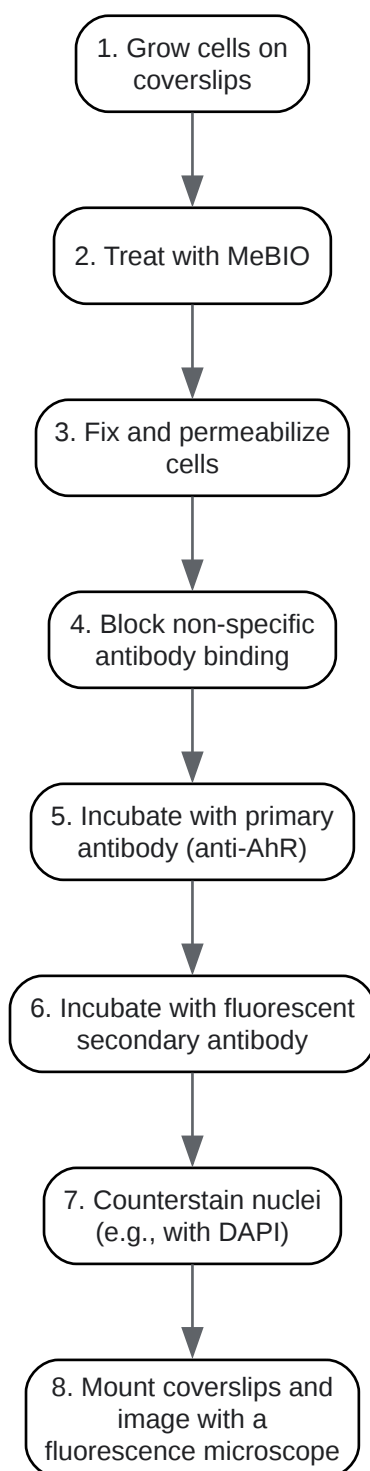 1. Grow cells on
coverslips
2. Treat with MeBIO
3. Fix and permeabilize
cells
4. Block non-specific
antibody binding
5. Incubate with primary
antibody (anti-AhR)
6. Incubate with fluorescent
secondary antibody
7. Counterstain nuclei
(e.g., with DAPI)
8. Mount coverslips and
image with a
fluorescence microscope